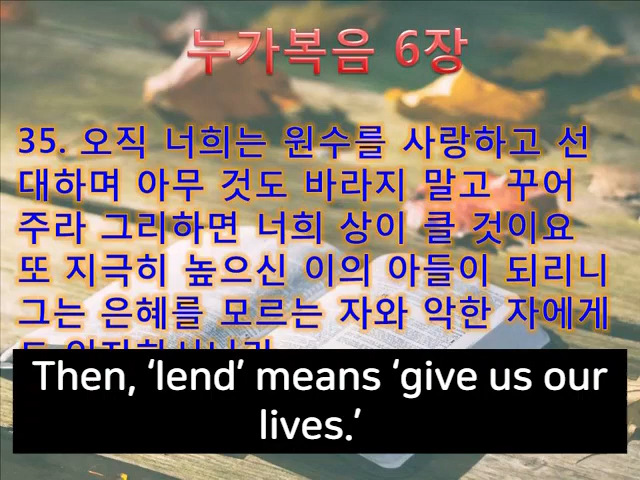 누가복음 6장
35. 오직 너희는 원수를 사랑하고 선
대하며 아무 것도 바라지 말고 꾸어
주라 그리하면 너희 상이 클 것이요
또 지극히 높으신 이의 아들이 되리니
그는 은혜를 모르는 자와 악한 자에게
Then, ‘lend’ means ‘give us our
lives.’